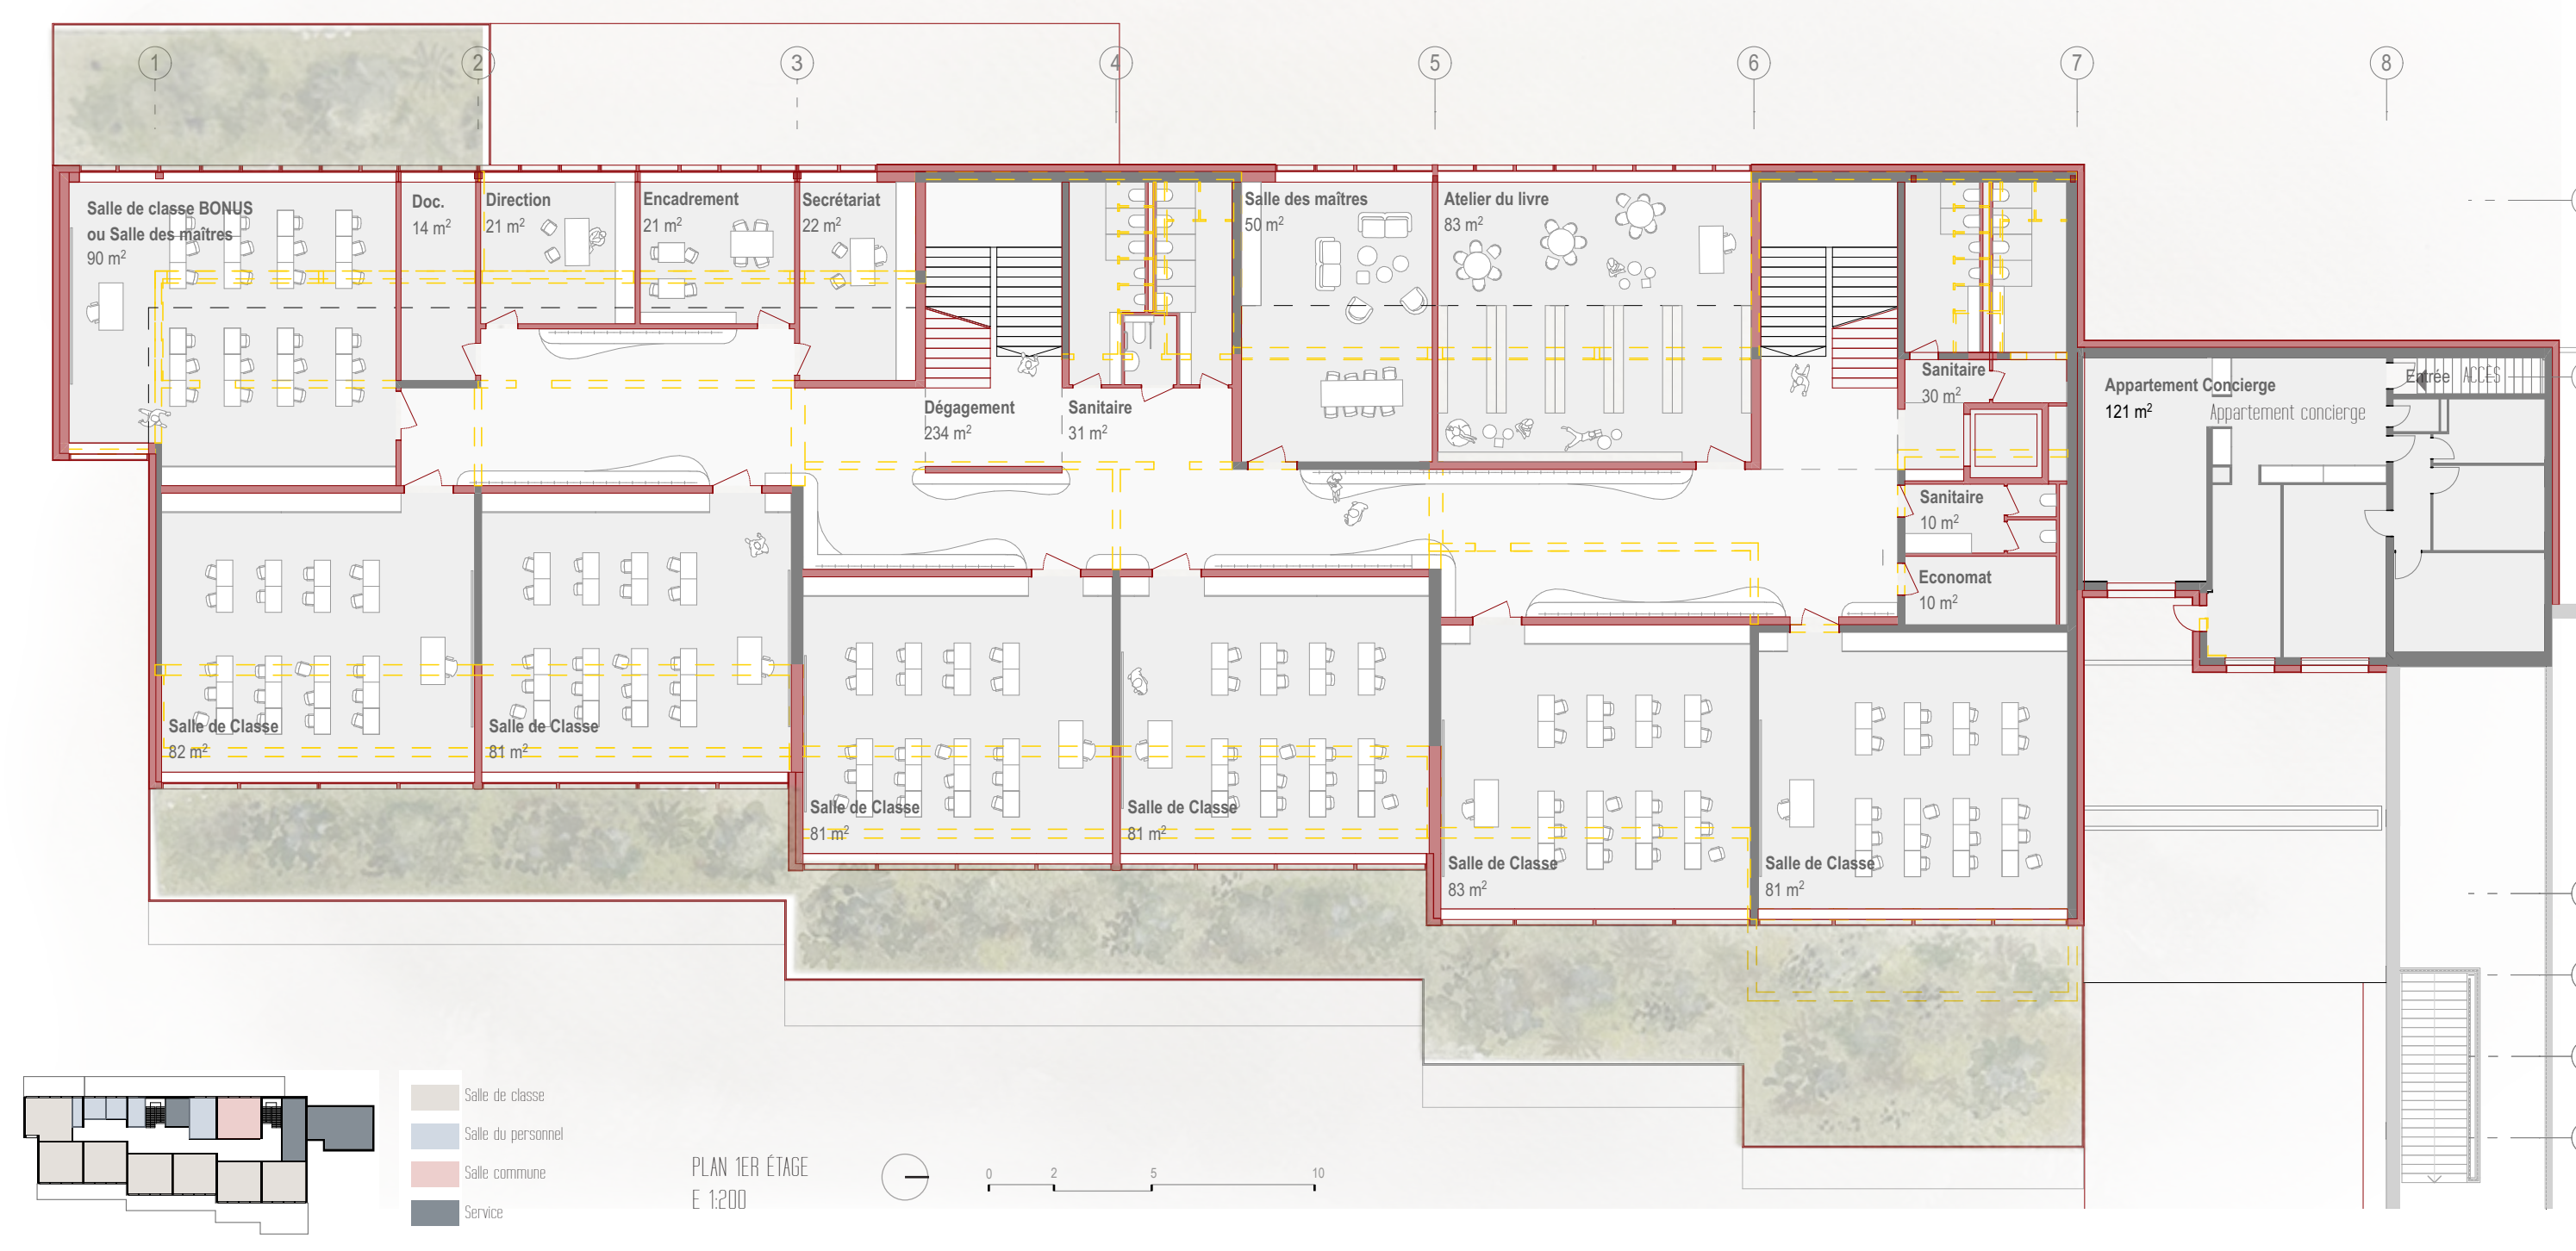 1 2 3 4 5 6 7 8
Salle de classe BONUS
ou Salle des maîtres
90 m²
Doc.
14 m²
Direction
21 m²
Encadrement
21 m²
Secrétariat
22 m²
Salle des maîtres
50 m²
Atelier du livre
83 m²
Dégagement
234 m²
Sanitaire
31 m²
Sanitaire
30 m²
Appartement Concierge
121 m²
Appartement concierge
Entrée
ACCÈS
Sanitaire
10 m²
Economat
10 m²
Salle de Classe
82 m²
Salle de Classe
81 m²
Salle de Classe
81 m²
Salle de Classe
81 m²
Salle de Classe
83 m²
Salle de Classe
81 m²
Salle de classe
Salle du personnel
Salle commune
Service
PLAN 1ER ÉTAGE
E 1:200
0 2 5 10